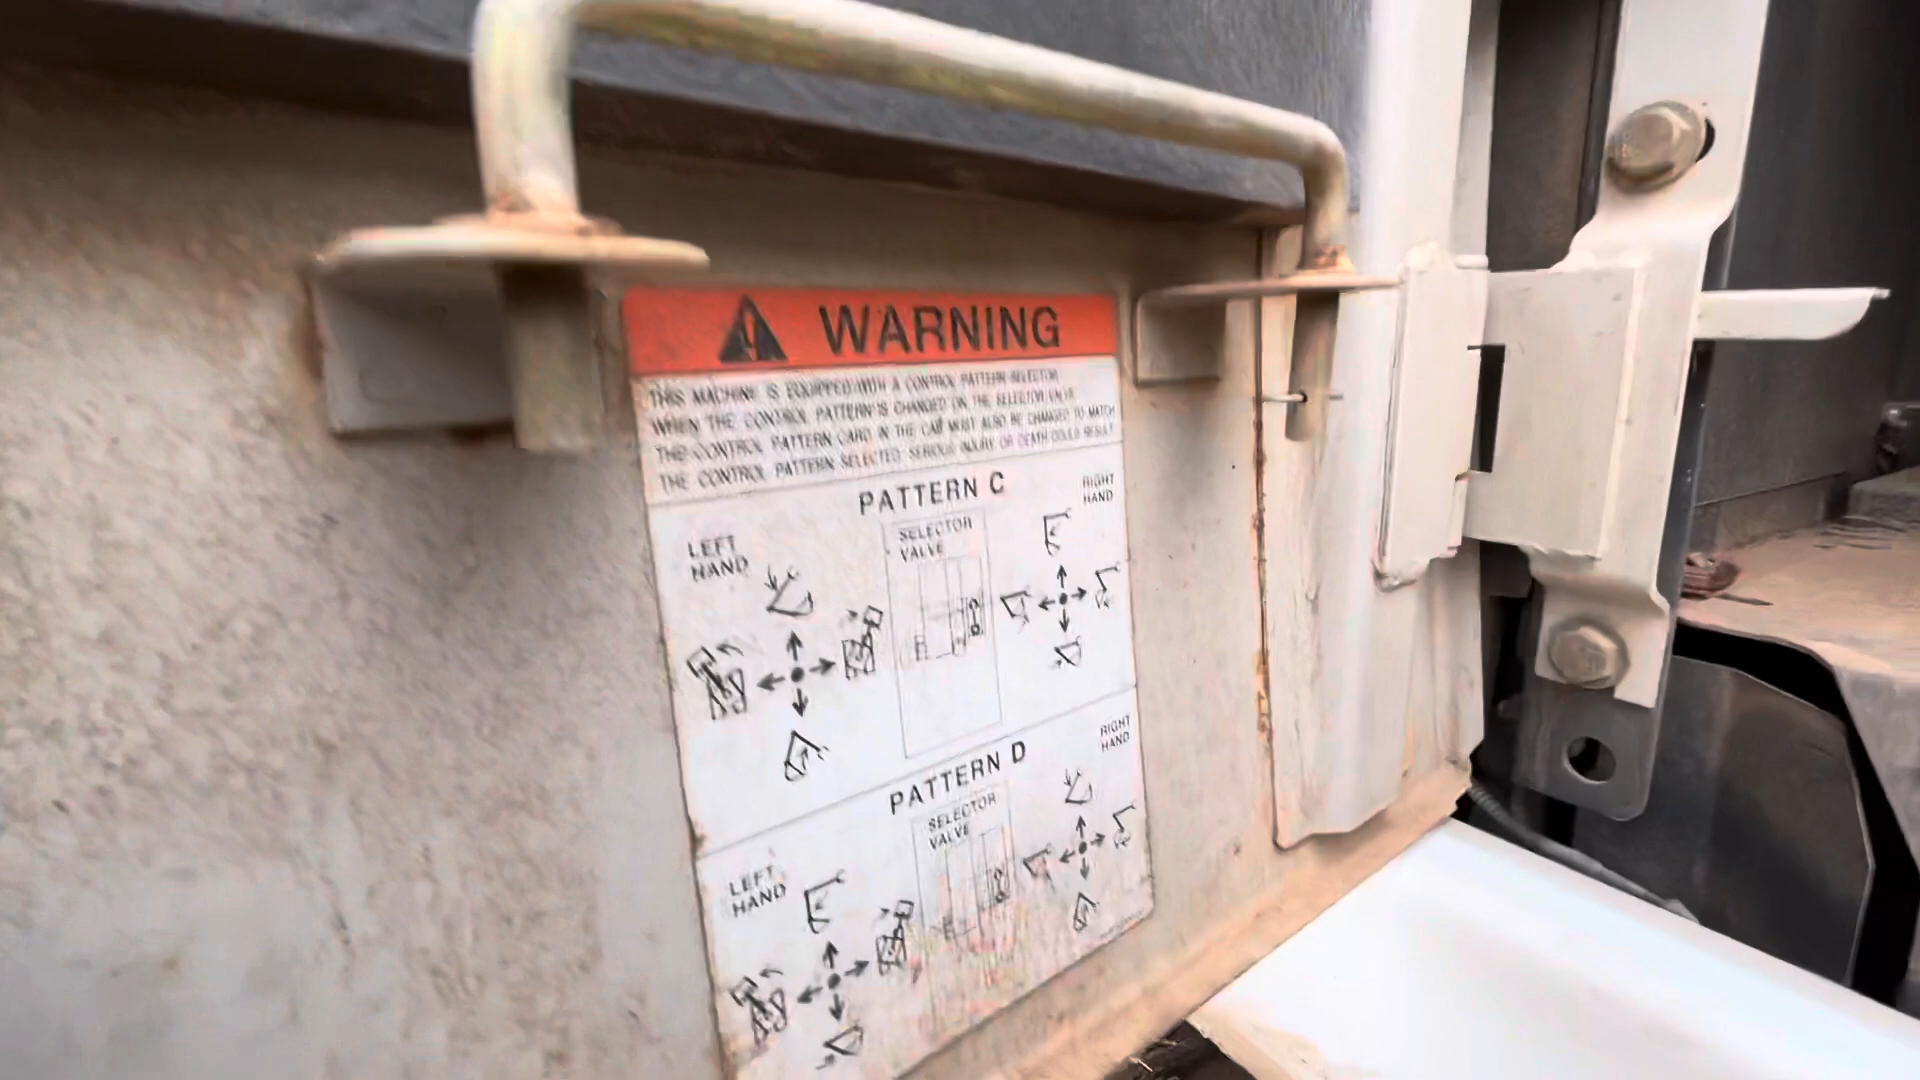 WARNING
THIS MACHINE IS EQUIPPED WITH A CONTROL PATTERN SELECTOR.
WHEN THE CONTROL PATTERN IS CHANGED ON THE SELECTOR VALVE
THE CONTROL PATTERN CARD IN THE CAB MUST ALSO BE CHANGED TO MATCH
THE CONTROL PATTERN SELECTED. SERIOUS INJURY OR DEATH COULD RESULT.
PATTERN C
RIGHT
HAND
SELECTOR
VALVE
LEFT
HAND
PATTERN D
RIGHT
HAND
SELECTOR
VALVE
LEFT
HAND